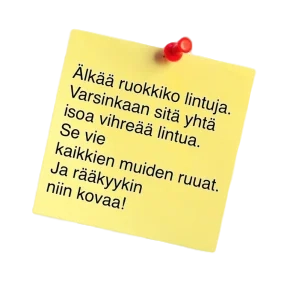 Älkää ruokkiko lintuja.
Varsinkaan sitä yhtä
isoa vihreää lintua.
Se vie
kaikkien muiden ruuat.
Ja rääkyykin
niin kovaa!